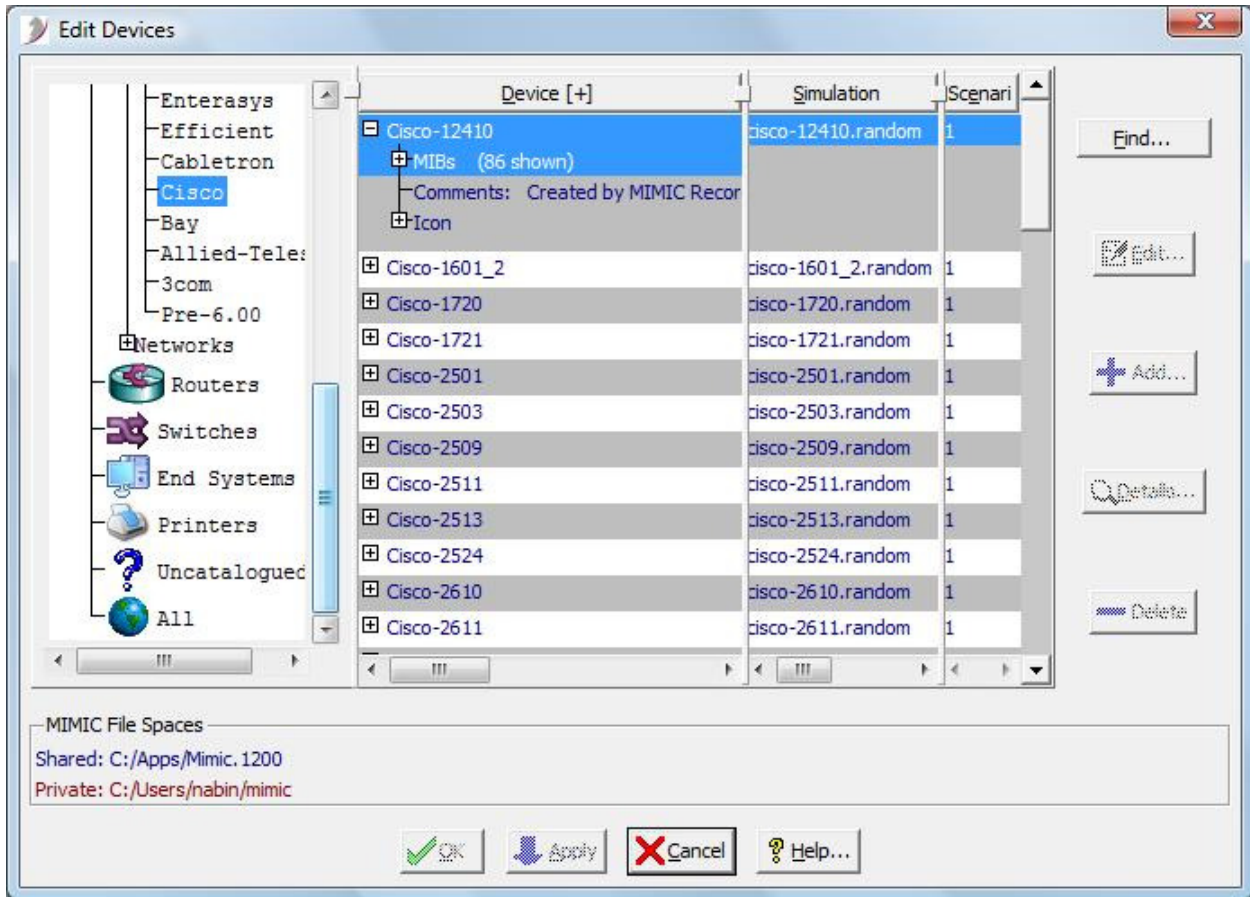 Edit Devices
Enterasys
Efficient
Cabletron
Cisco
Bay
Allied-Teles
3com
Pre-6.00
Networks
Routers
Switches
End Systems
Printers
Uncatalogued
All
Device [+] Simulation Scenari
Cisco-12410 cisco-12410.random 1
MIBs (86 shown)
Comments: Created by MIMIC Recor
Icon
Cisco-1601_2 cisco-1601_2.random 1
Cisco-1720 cisco-1720.random 1
Cisco-1721 cisco-1721.random 1
Cisco-2501 cisco-2501.random 1
Cisco-2503 cisco-2503.random 1
Cisco-2509 cisco-2509.random 1
Cisco-2511 cisco-2511.random 1
Cisco-2513 cisco-2513.random 1
Cisco-2524 cisco-2524.random 1
Cisco-2610 cisco-2610.random 1
Cisco-2611 cisco-2611.random 1
Find...
Edit...
Add...
Details...
Delete
MIMIC File Spaces
Shared: C:/Apps/Mimic.1200
Private: C:/Users/nabin/mimic
OK Apply Cancel Help...